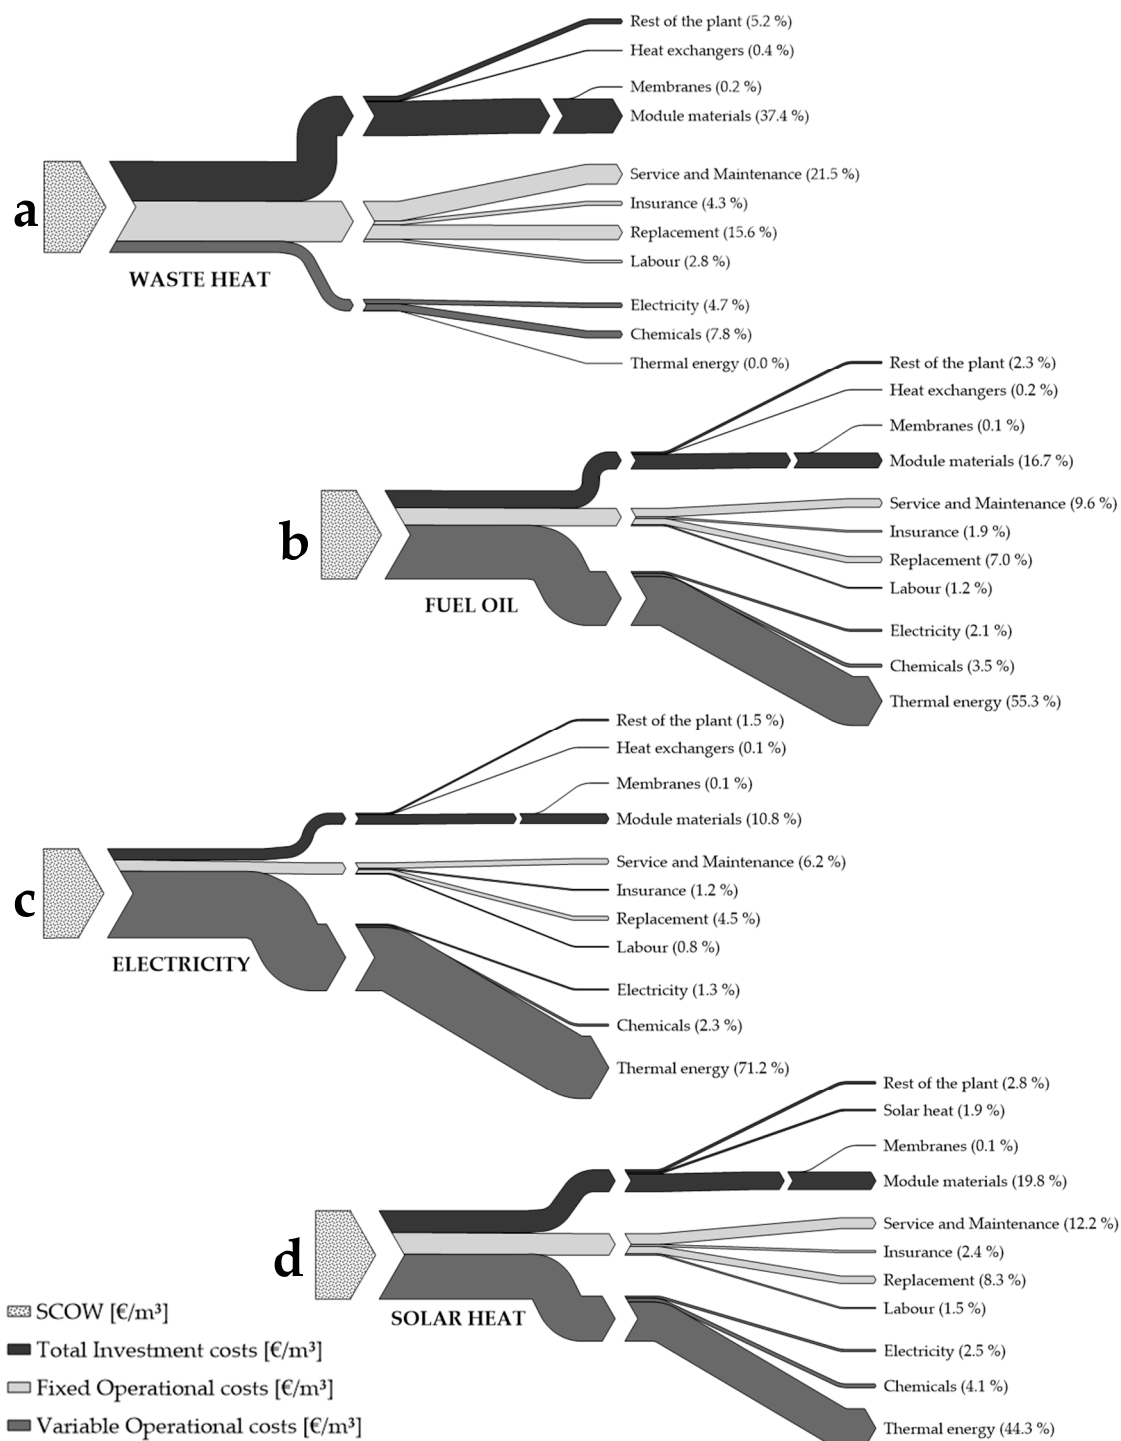 Rest of the plant (5.2 %)
Heat exchangers (0.4 %)
Membranes (0.2 %)
Module materials (37.4 %)
Service and Maintenance (21.5 %)
a
Insurance (4.3 %)
Replacement (15.6 %)
Labour (2.8 %)
WASTE HEAT
Electricity (4.7 %)
Chemicals (7.8 %)
Thermal energy (0.0 %)
Rest of the plant (2.3 %)
Heat exchangers (0.2 %)
Membranes (0.1 %)
Module materials (16.7 %)
Service and Maintenance (9.6 %)
Insurance (1.9 %)
b
Replacement (7.0 %)
Labour (1.2 %)
FUEL OIL
Electricity (2.1 %)
Chemicals (3.5 %)
Thermal energy (55.3 %)
Rest of the plant (1.5 %)
Heat exchangers (0.1 %)
Membranes (0.1 %)
Module materials (10.8 %)
Service and Maintenance (6.2 %)
Insurance (1.2 %)
c
Replacement (4.5 %)
Labour (0.8 %)
ELECTRICITY
Electricity (1.3 %)
Chemicals (2.3 %)
Thermal energy (71.2 %)
Rest of the plant (2.8 %)
Solar heat (1.9 %)
Membranes (0.1 %)
Module materials (19.8 %)
Service and Maintenance (12.2 %)
Insurance (2.4 %)
d
Replacement (8.3 %)
Labour (1.5 %)
SOLAR HEAT
Electricity (2.5 %)
Chemicals (4.1 %)
Thermal energy (44.3 %)
SCOW [€/m³]
Total Investment costs [€/m³]
Fixed Operational costs [€/m³]
Variable Operational costs [€/m³]